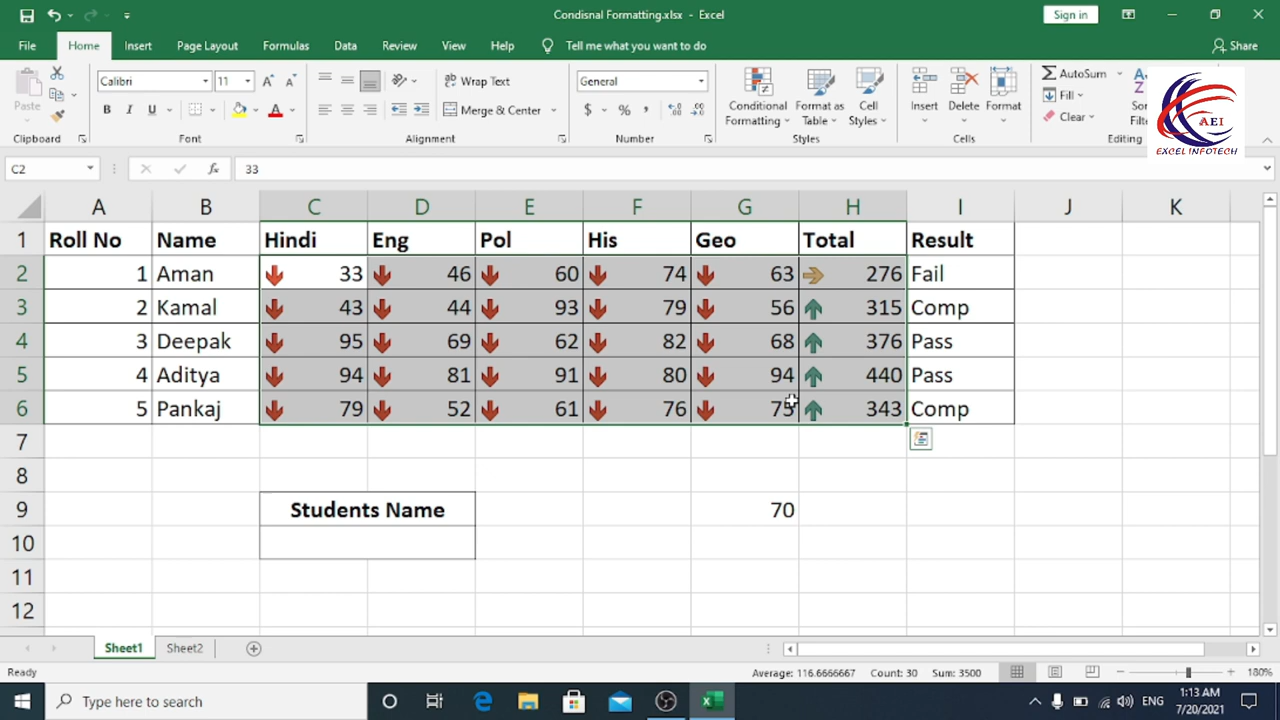 Condisnal Formatting.xlsx - Excel
Sign in
File Home Insert Page Layout Formulas Data Review View Help Tell me what you want to do Share
Paste
Calibri 11
B I U A
Wrap Text
Merge & Center
General
$ % ,
Conditional Formatting
Format as Table
Cell Styles
Insert Delete Format
AutoSum
Fill
Clear
AEI
EXCEL INFOTECH
Clipboard Font Alignment Number Styles Cells Editing
C2 fx 33
A B C D E F G H I J K
1 Roll No Name Hindi Eng Pol His Geo Total Result
2 1 Aman 33 46 60 74 63 276 Fail
3 2 Kamal 43 44 93 79 56 315 Comp
4 3 Deepak 95 69 62 82 68 376 Pass
5 4 Aditya 94 81 91 80 94 440 Pass
6 5 Pankaj 79 52 61 76 75 343 Comp
7
8
9 Students Name 70
10
11
12
Sheet1 Sheet2
Ready Average: 116.6666667 Count: 30 Sum: 3500 180%
Type here to search
ENG
1:13 AM
7/20/2021